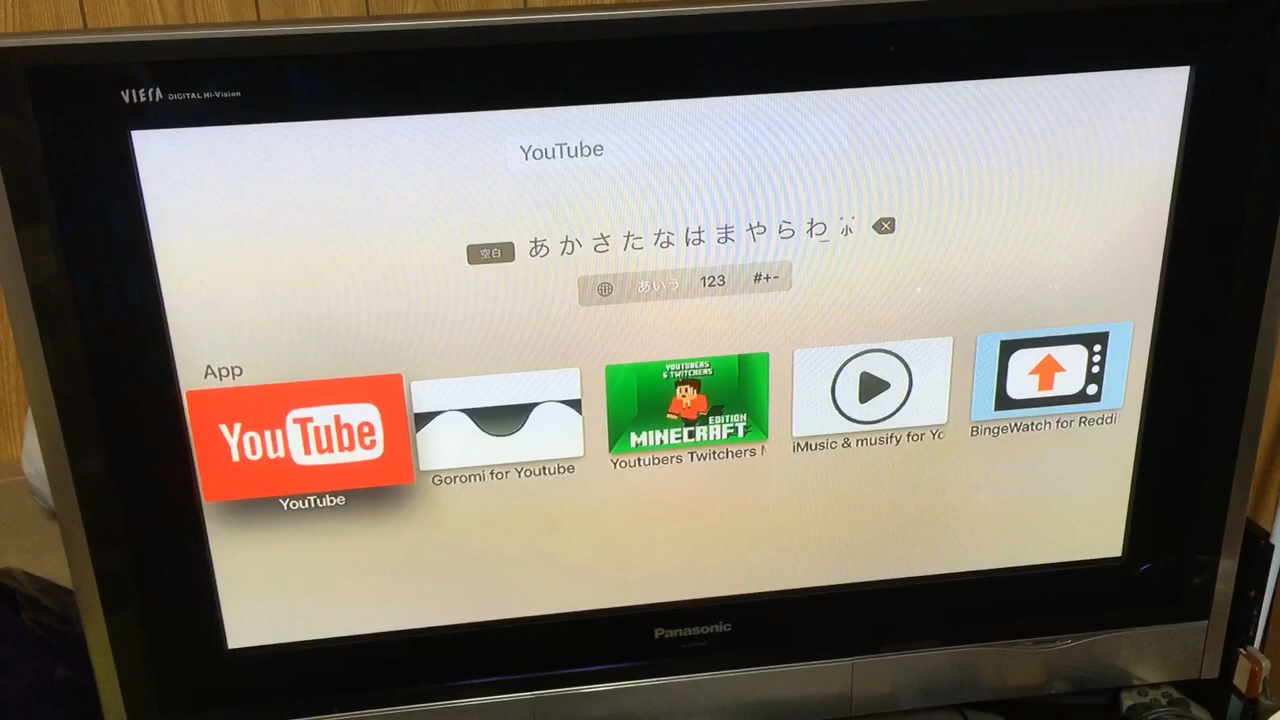 VIErA DIGITAL Hi-Vision
YouTube
空白 あ か さ た な は ま や ら わ_ ゛゜小
あいう 123 #+-
App
YouTube
YouTube
Goromi for Youtube
YOUTUBERS
& TWITCHERS
EDITION
MINECRAFT
Youtubers Twitchers
iMusic & musify for Yo
BingeWatch for Reddi
Panasonic